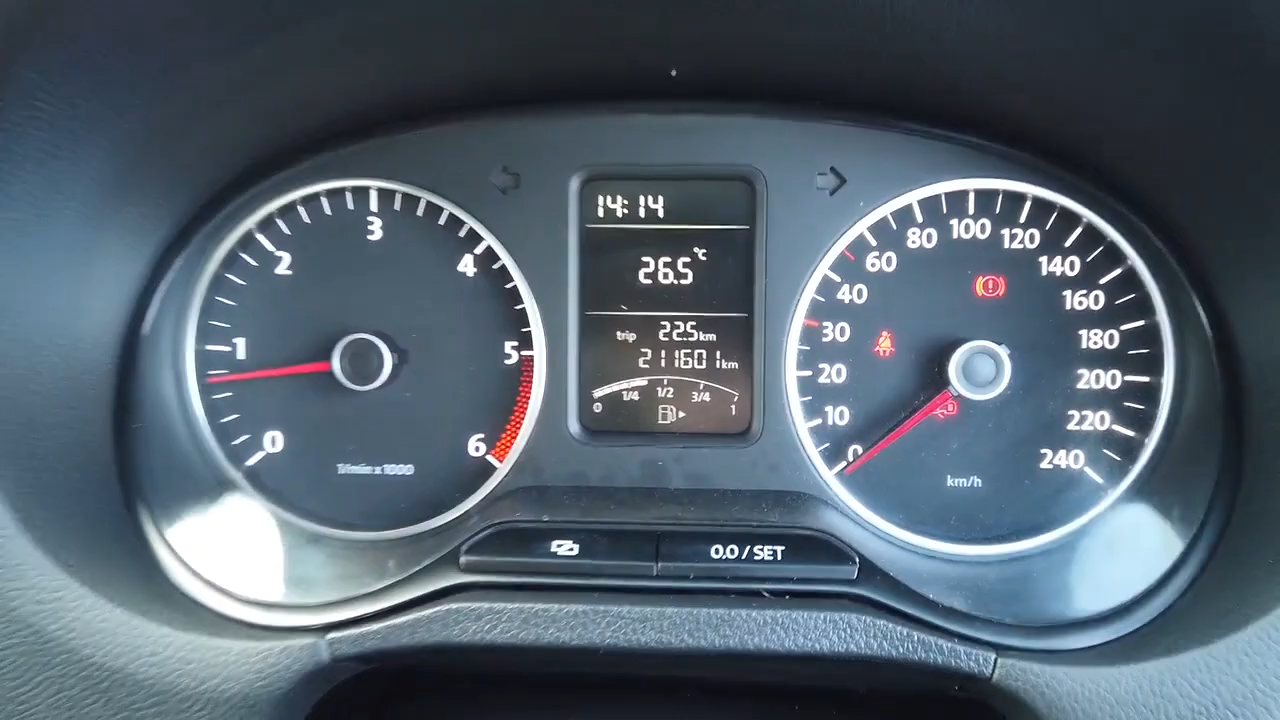 14:14
26.5°C
trip 22.5 km
211601 km
0 1/4 1/2 3/4 1
0 1 2 3 4 5 6
1/min x 1000
0 10 20 30 40 60 80 100 120 140 160 180 200 220 240
km/h
0.0 / SET